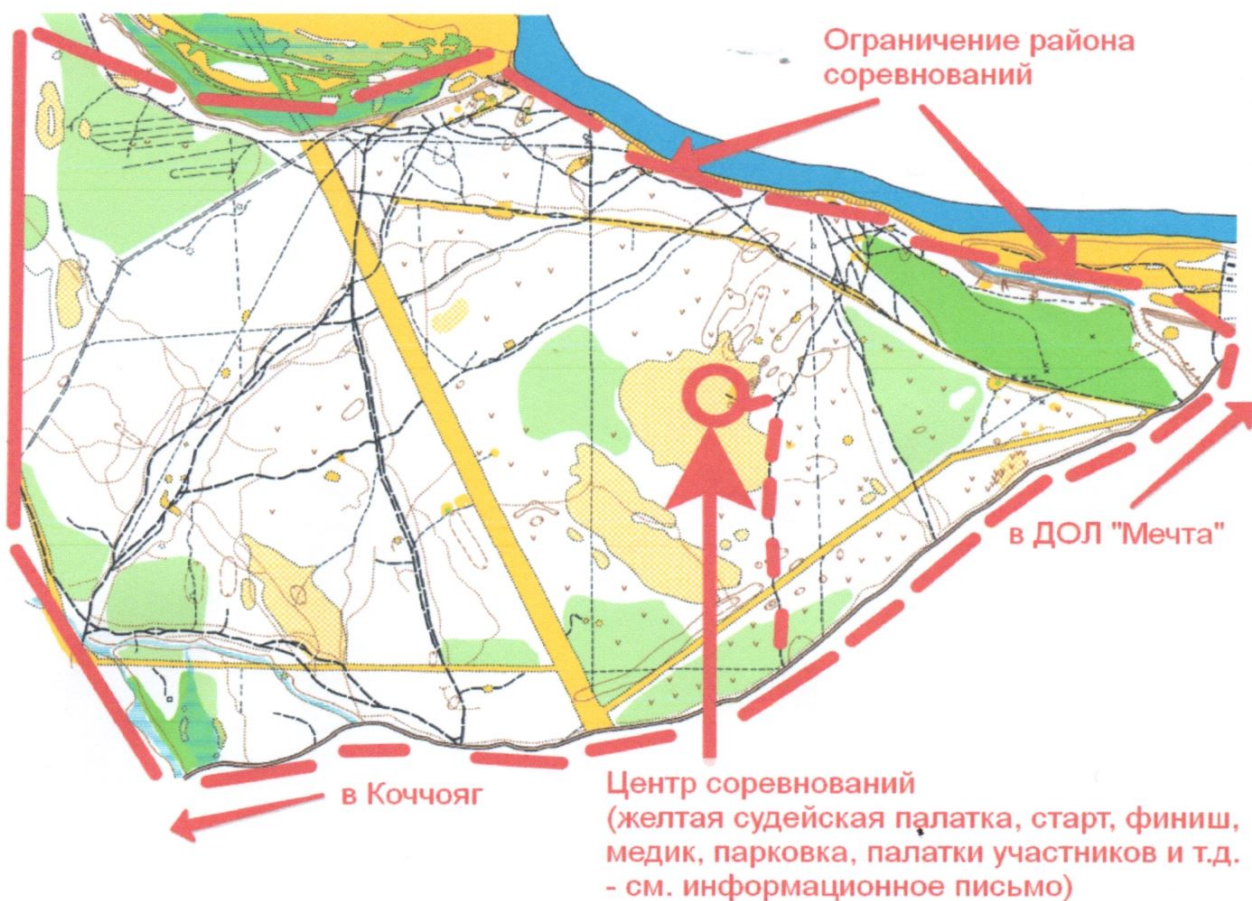 Ограничение района
соревнований
в ДОЛ "Мечта"
в Коччояг
Центр соревнований
(желтая судейская палатка, старт, финиш,
медик, парковка, палатки участников и т.д.
- см. информационное письмо)